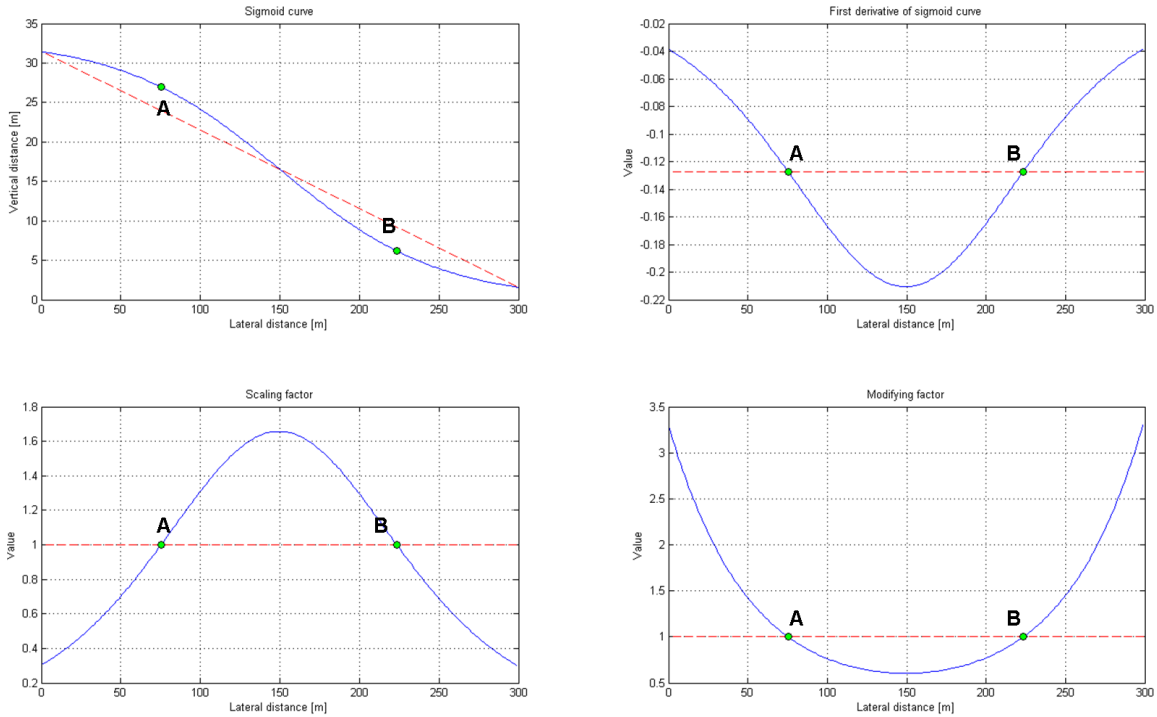 Sigmoid curve
35
30
25
20
15
10
5
0
Vertical distance [m]
A
B
0 50 100 150 200 250 300
Lateral distance [m]
First derivative of sigmoid curve
-0.02
-0.04
-0.06
-0.08
-0.1
-0.12
-0.14
-0.16
-0.18
-0.2
-0.22
Value
A B
0 50 100 150 200 250 300
Lateral distance [m]
Scaling factor
1.8
1.6
1.4
1.2
1
0.8
0.6
0.4
0.2
Value
A B
0 50 100 150 200 250 300
Lateral distance [m]
Modifying factor
3.5
3
2.5
2
1.5
1
0.5
Value
A B
0 50 100 150 200 250 300
Lateral distance [m]